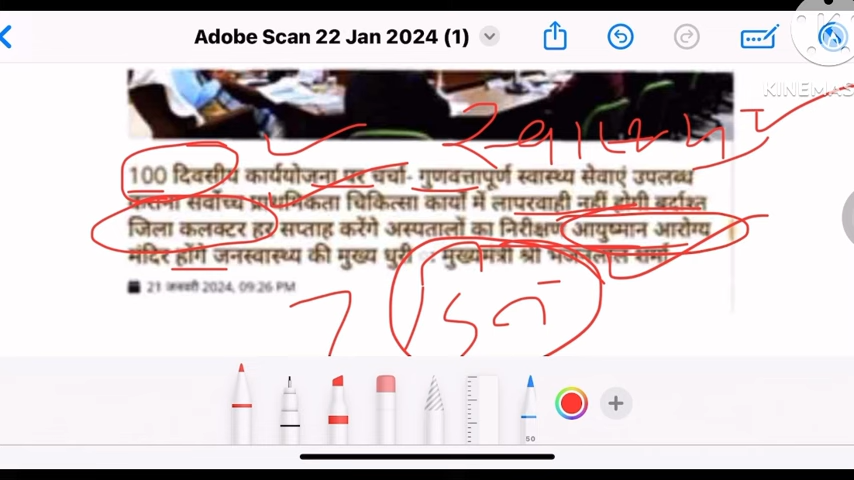 Adobe Scan 22 Jan 2024 (1)
KINEMAS
100 दिवसीय कार्ययोजना पर चर्चा- गुणवत्तापूर्ण स्वास्थ्य सेवाएं उपलब्ध
कराना सर्वोच्च प्राथमिकता चिकित्सा कार्यो में लापरवाही नहीं होगी बर्दाश्त
जिला कलक्टर हर सप्ताह करेंगे अस्पतालों का निरीक्षण आयुष्मान आरोग्य
मंदिर होंगे जनस्वास्थ्य की मुख्य धुरी मुख्यमंत्री श्री भजनलाल शर्मा
21 जनवरी 2024, 09:26 PM
7
50